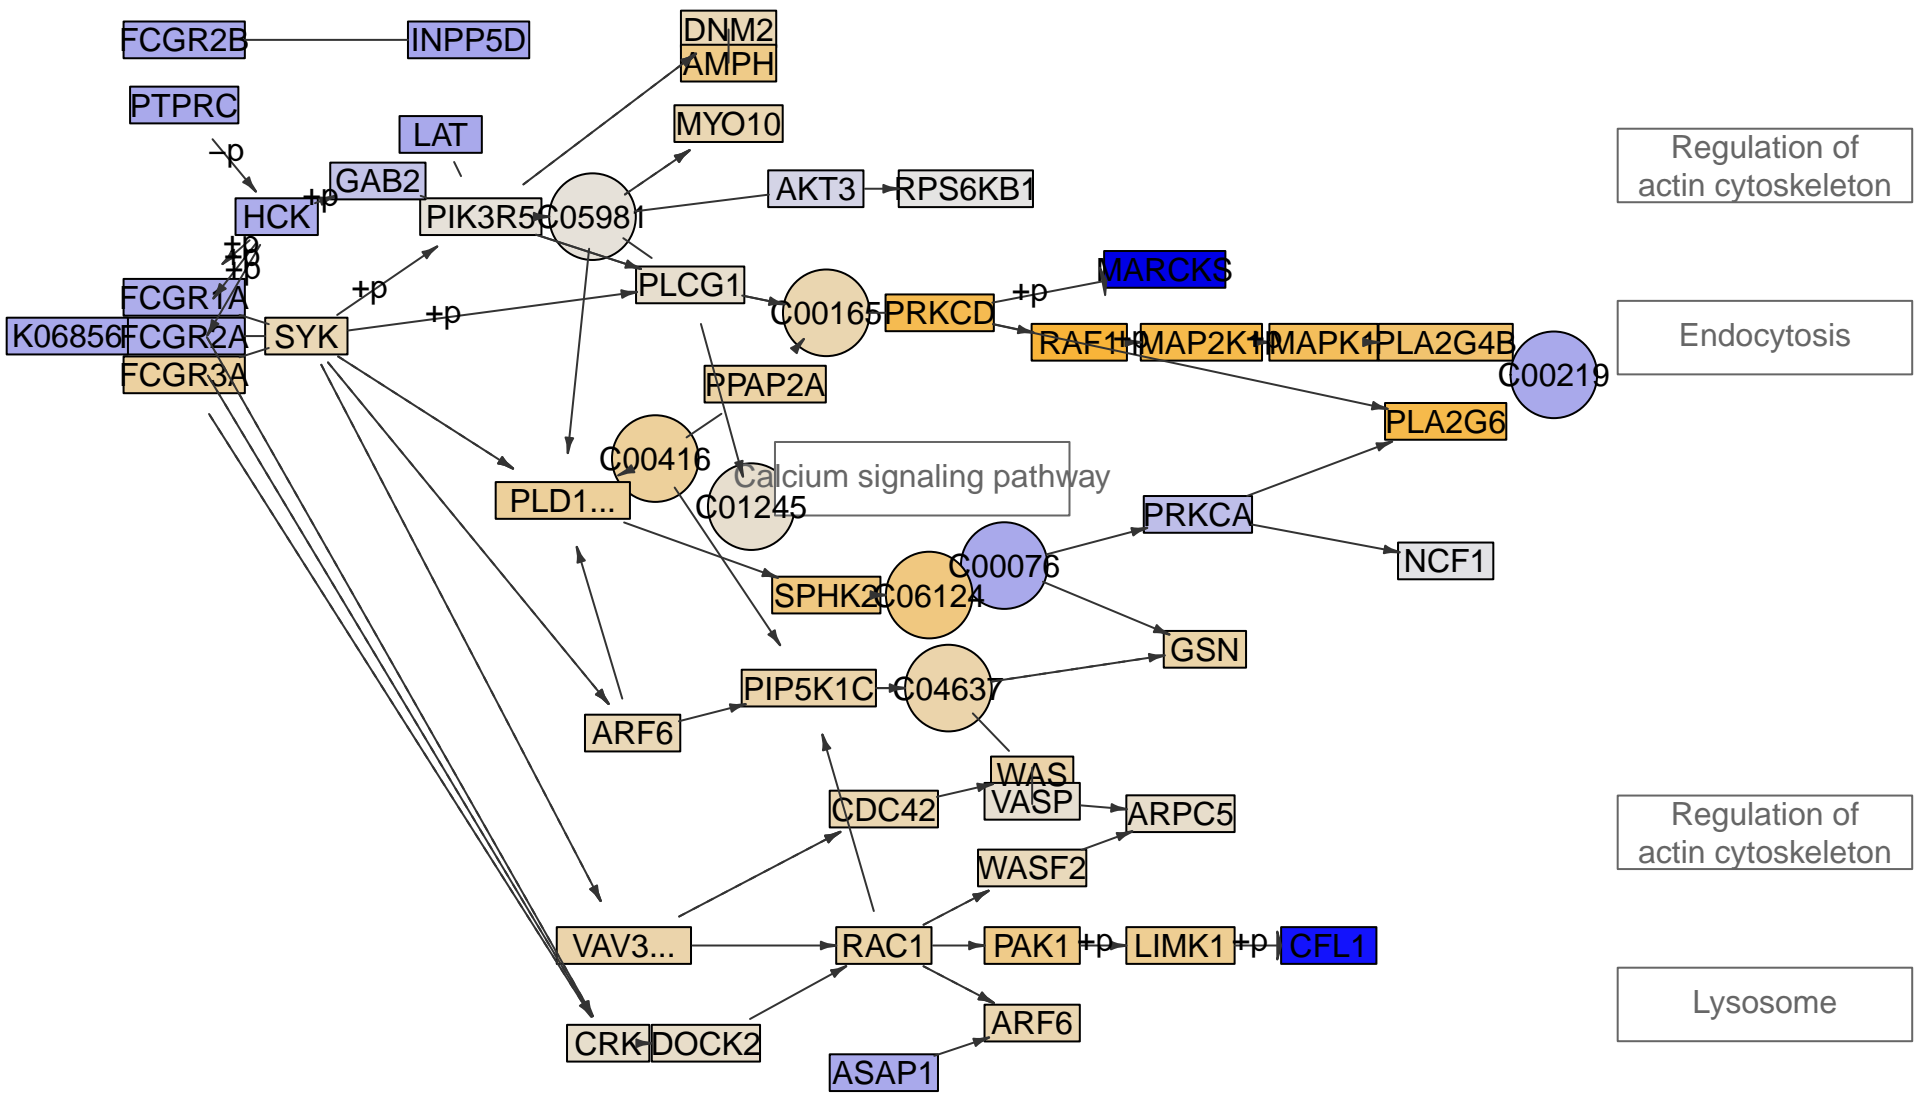 DNM2
FCGR2B
INPP5D
AMPH
PTPRC
MYO10
LAT
Regulation of
actin cytoskeleton
–p
GAB2
AKT3
RPS6KB1
+p
HCK
PIK3R5
C05981
+p
+p
+p
PLCG1
MARCKS
FCGR1A
+p
+p
+p
C00165
PRKCD
K06856
FCGR2A
SYK
RAF1
+p
MAP2K1
+p
MAPK1
PLA2G4B
Endocytosis
FCGR3A
PPAP2A
C00219
PLA2G6
C00416
Calcium signaling pathway
PLD1...
C01245
PRKCA
C00076
NCF1
SPHK2
C06124
GSN
PIP5K1C
C04637
ARF6
WAS
VASP
CDC42
ARPC5
Regulation of
actin cytoskeleton
WASF2
VAV3...
RAC1
PAK1
+p
LIMK1
+p
CFL1
Lysosome
ARF6
CRK
DOCK2
ASAP1